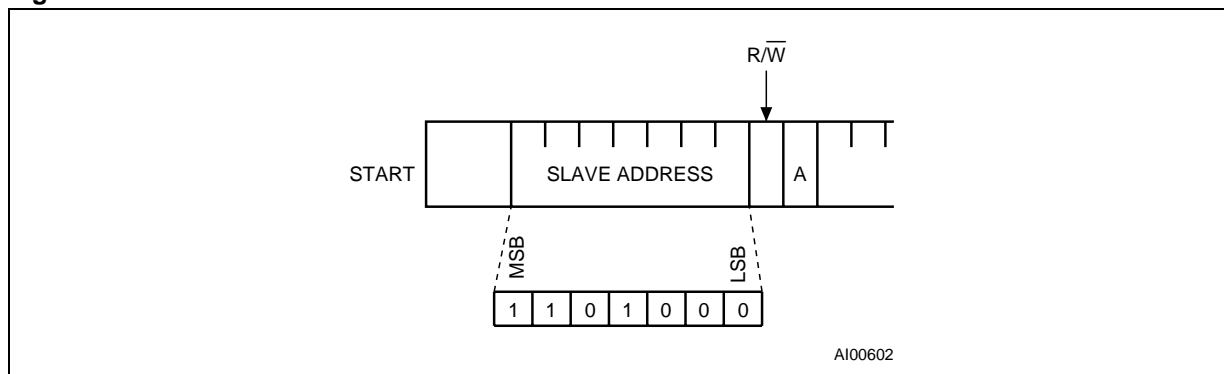 R/W̅
START
SLAVE ADDRESS
A
MSB
LSB
1 1 0 1 0 0 0
AI00602